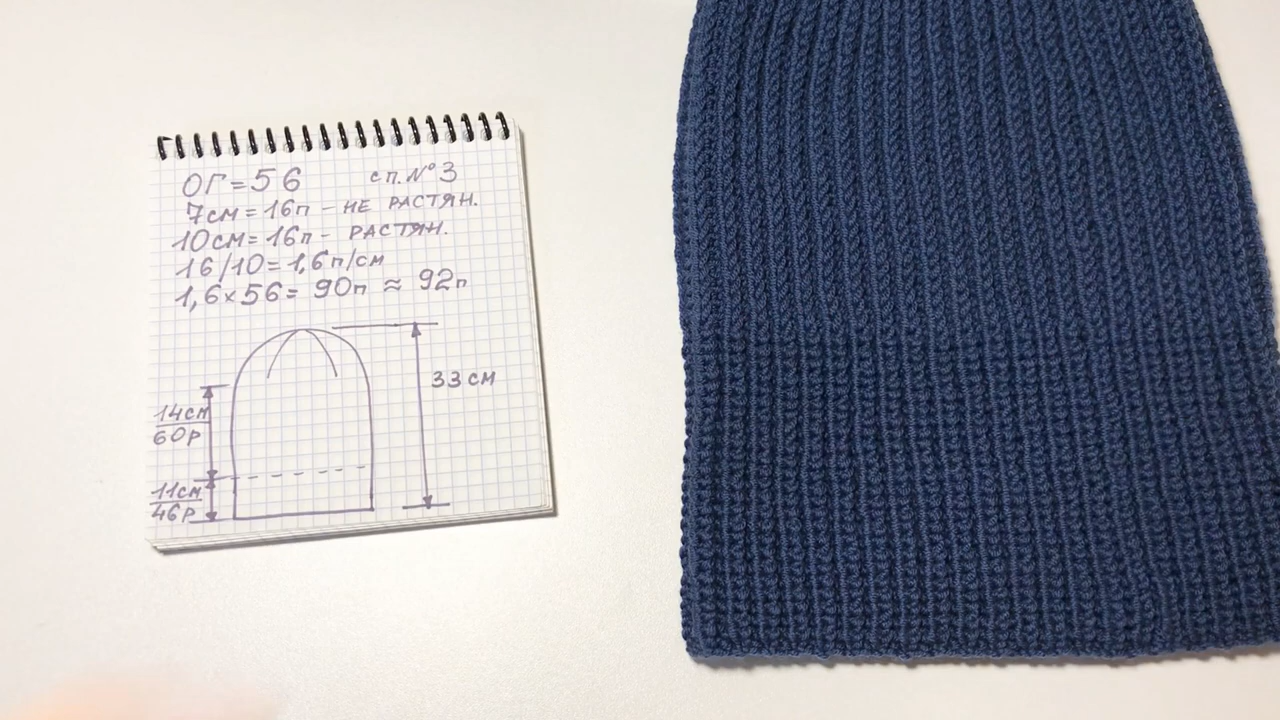 ОГ=56 сп.№3
7см=16п - НЕ РАСТЯН.
10см=16п - РАСТЯН.
16/10=1,6п/см
1,6×56= 90п ≈ 92п
33 см
14см
60р
11см
46р